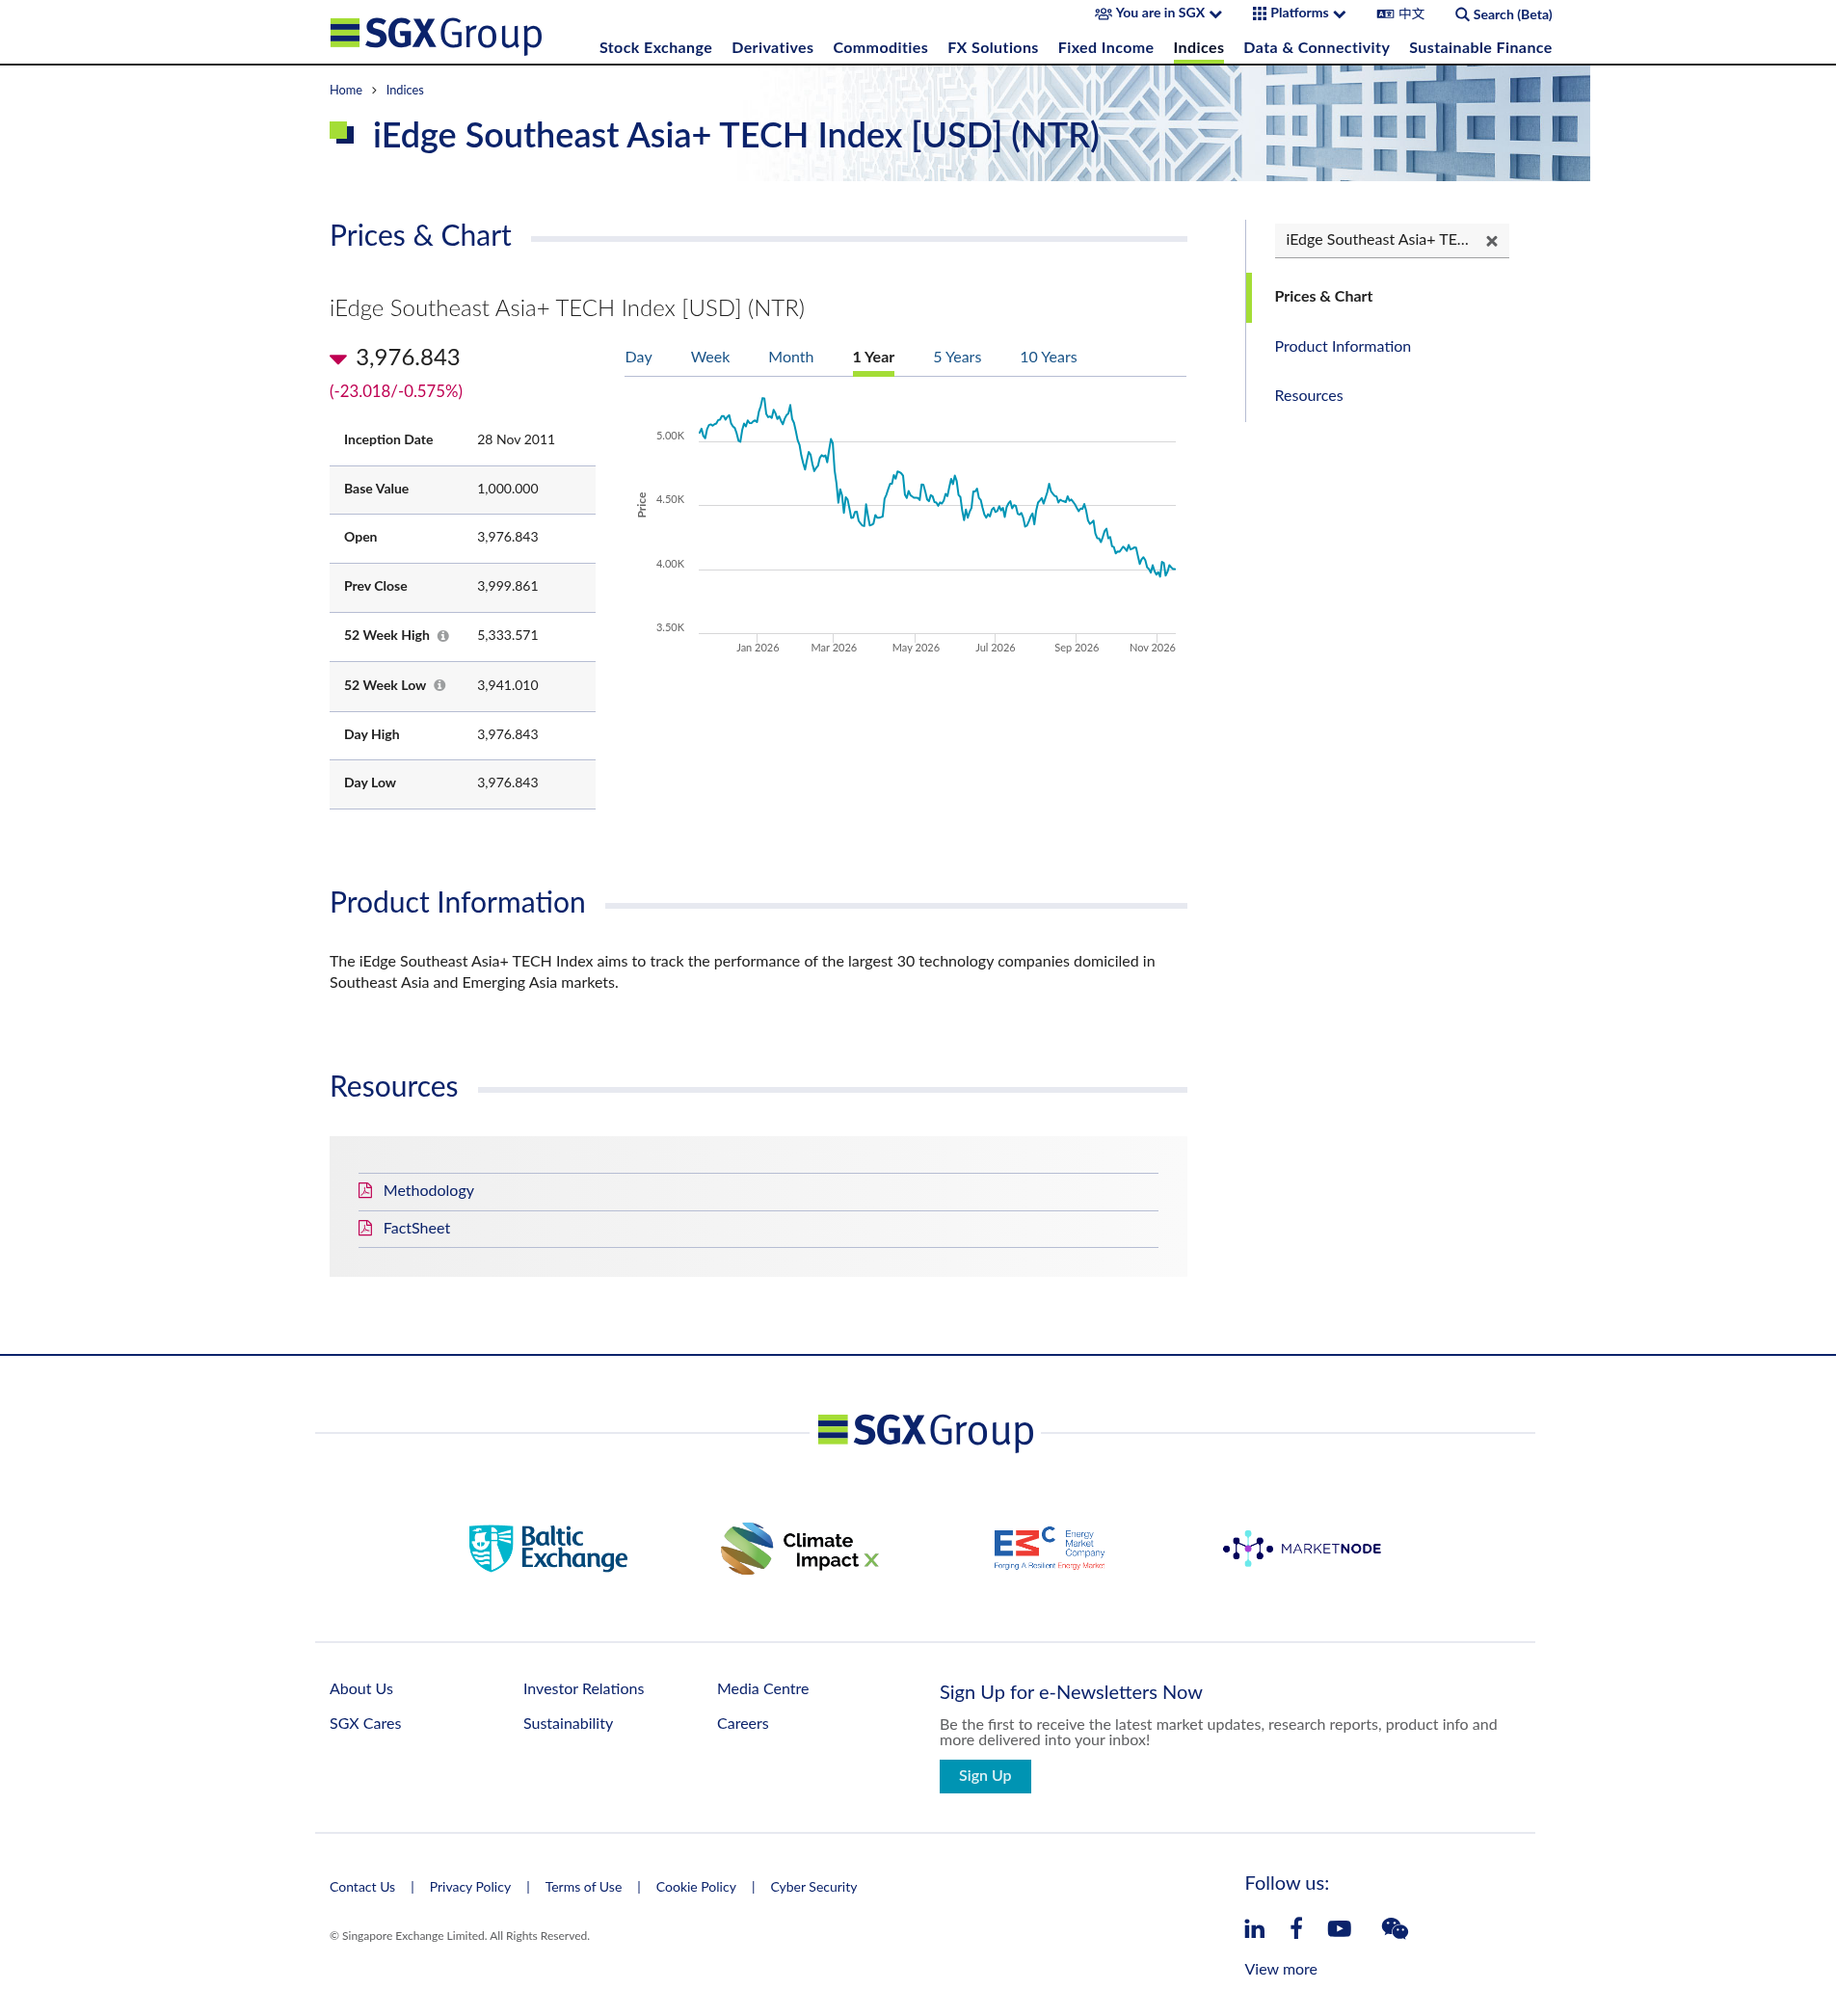 SGXGroup
You are in SGX
Platforms
中文
Search (Beta)
Stock Exchange
Derivatives
Commodities
FX Solutions
Fixed Income
Indices
Data & Connectivity
Sustainable Finance
Home > Indices
iEdge Southeast Asia+ TECH Index [USD] (NTR)
Prices & Chart
iEdge Southeast Asia+ TECH Index [USD] (NTR)
3,976.843
(-23.018/-0.575%)
Inception Date 28 Nov 2011
Base Value 1,000.000
Open 3,976.843
Prev Close 3,999.861
52 Week High 5,333.571
52 Week Low 3,941.010
Day High 3,976.843
Day Low 3,976.843
Day Week Month 1 Year 5 Years 10 Years
Price
5.00K
4.50K
4.00K
3.50K
Jan 2026 Mar 2026 May 2026 Jul 2026 Sep 2026 Nov 2026
iEdge Southeast Asia+ TE...
Prices & Chart
Product Information
Resources
Product Information
The iEdge Southeast Asia+ TECH Index aims to track the performance of the largest 30 technology companies domiciled in
Southeast Asia and Emerging Asia markets.
Resources
Methodology
FactSheet
SGXGroup
Baltic
Exchange
Climate
Impact X
EMC
Energy
Market
Company
Forging A Resilient Energy Market
MARKETNODE
About Us
Investor Relations
Media Centre
SGX Cares
Sustainability
Careers
Sign Up for e-Newsletters Now
Be the first to receive the latest market updates, research reports, product info and
more delivered into your inbox!
Sign Up
Contact Us | Privacy Policy | Terms of Use | Cookie Policy | Cyber Security
© Singapore Exchange Limited. All Rights Reserved.
Follow us:
View more